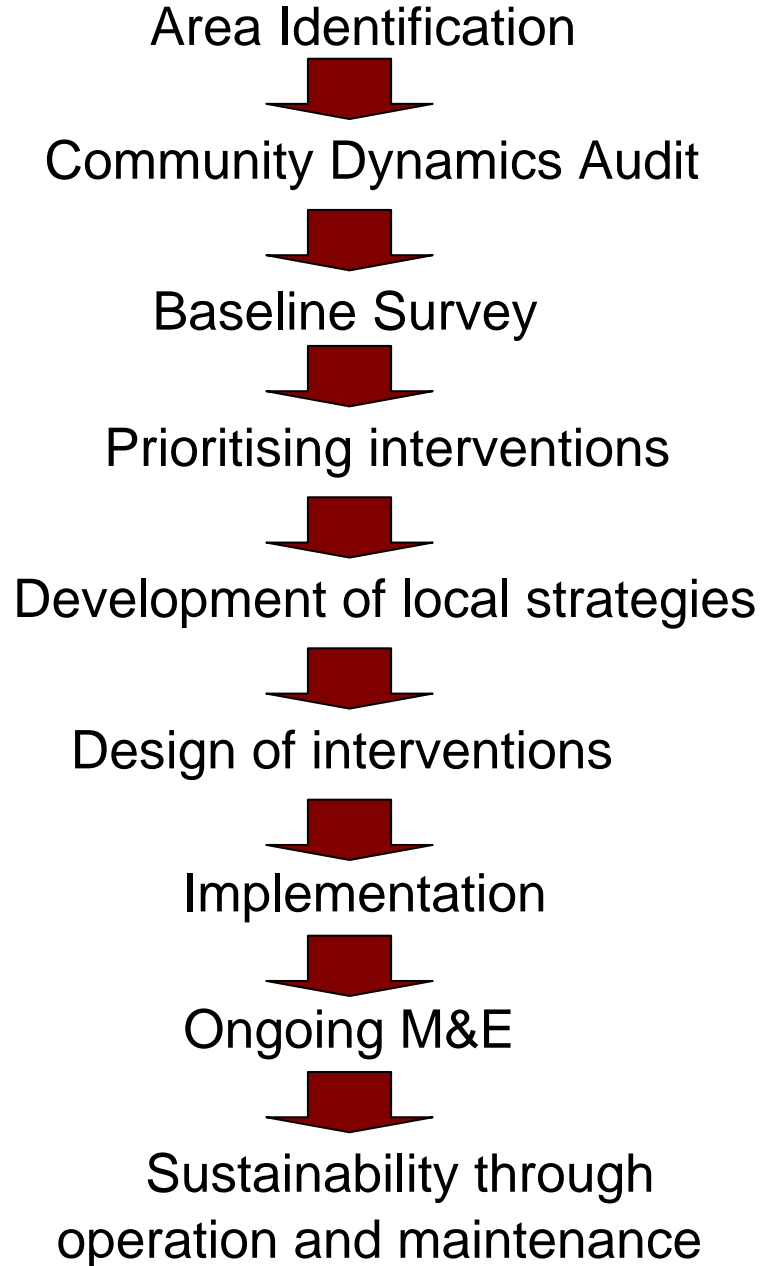 Area Identification
Community Dynamics Audit
Baseline Survey
Prioritising interventions
Development of local strategies
Design of interventions
Implementation
Ongoing M&E
Sustainability through
operation and maintenance